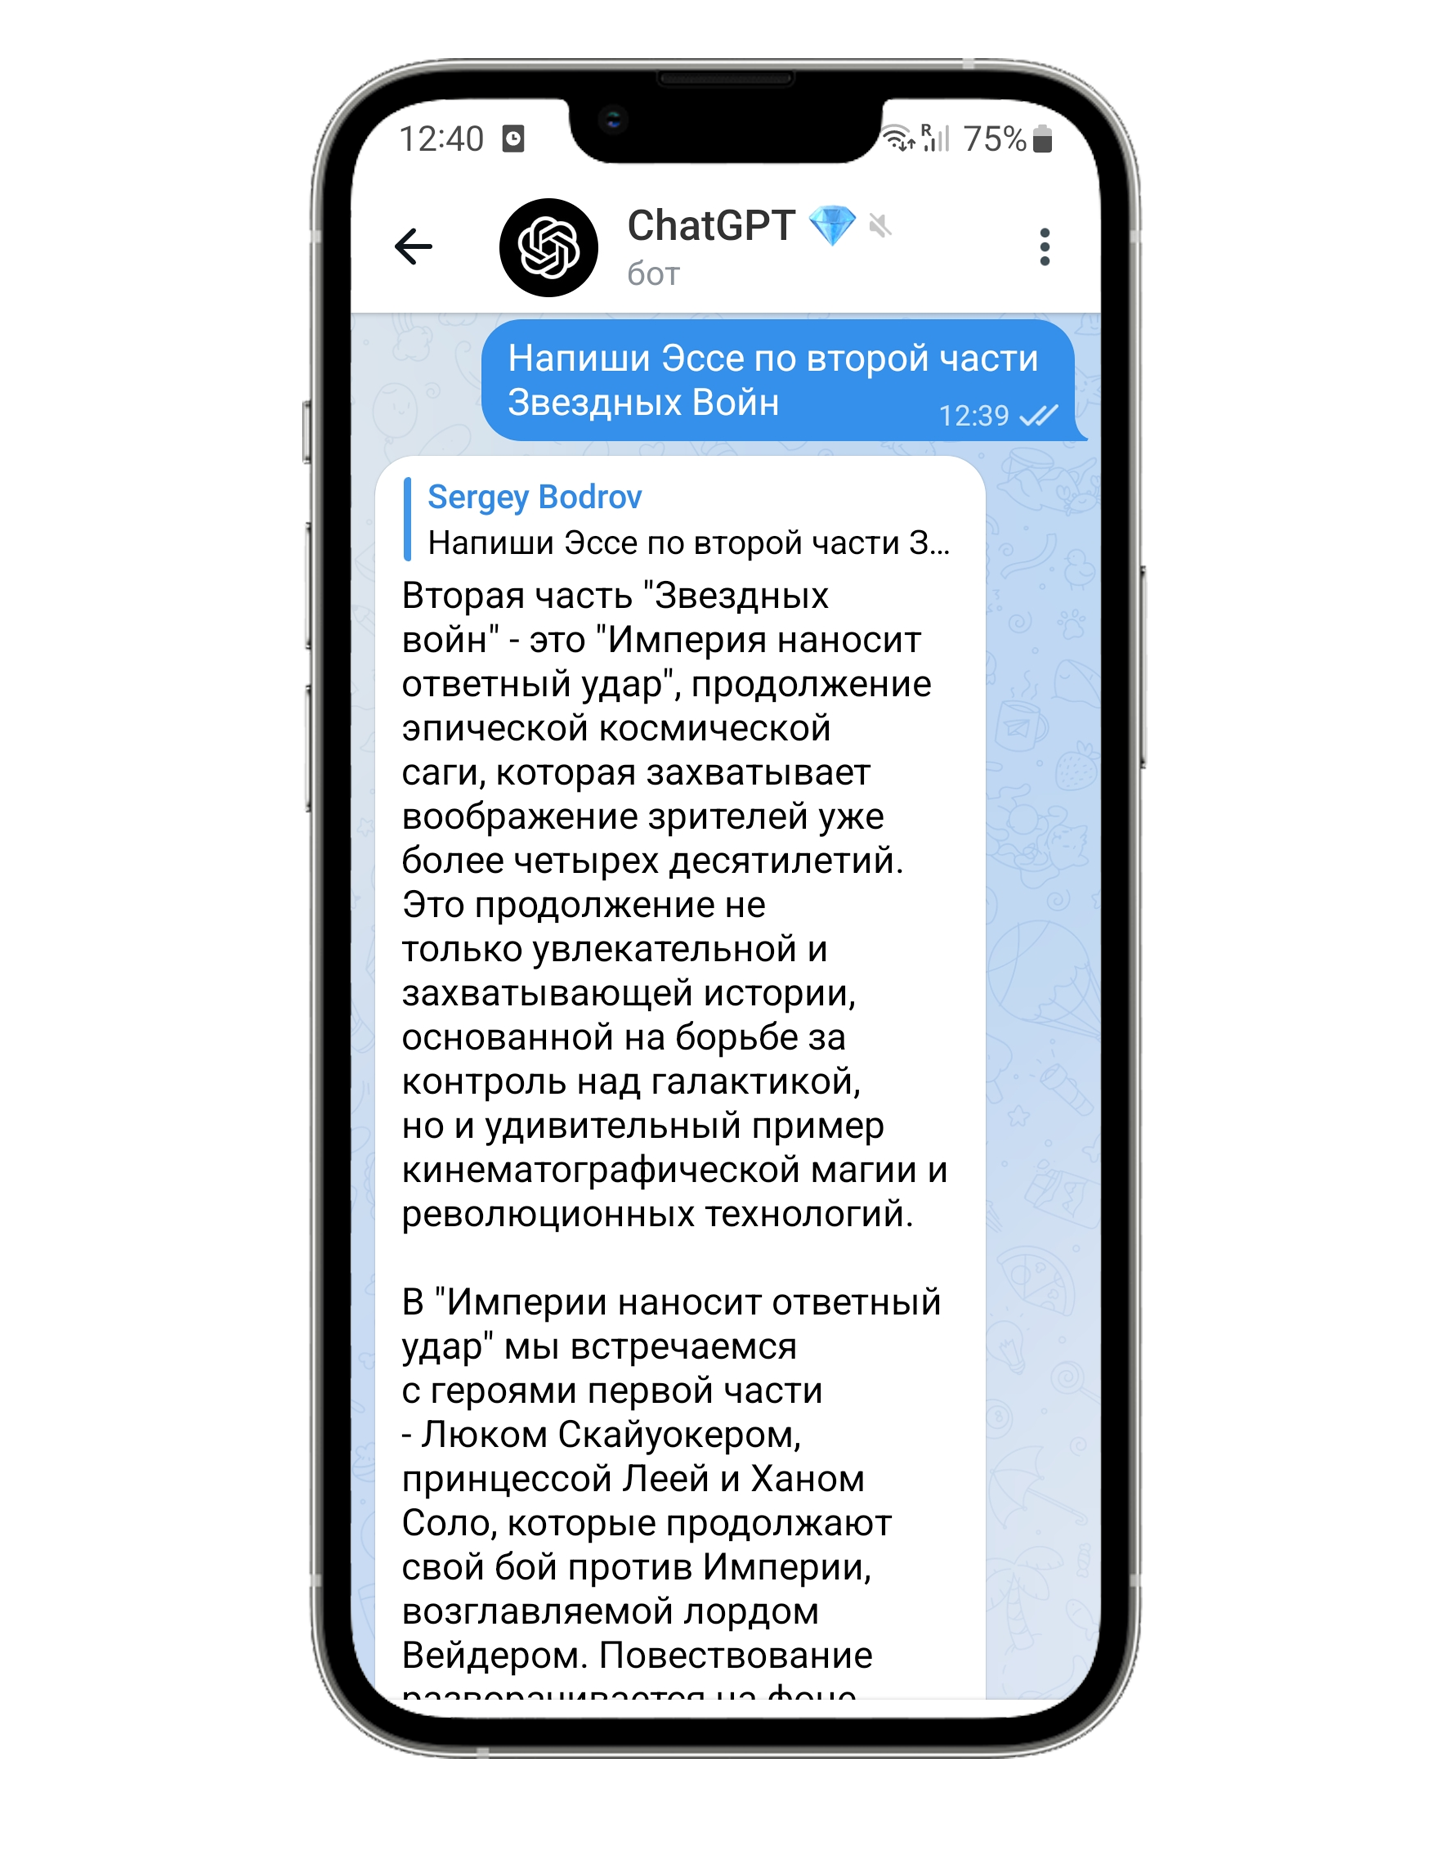 12:40
R 75%
ChatGPT 💎
бот
Напиши Эссе по второй части
Звездных Войн
12:39
Sergey Bodrov
Напиши Эссе по второй части З...
Вторая часть "Звездных
войн" - это "Империя наносит
ответный удар", продолжение
эпической космической
саги, которая захватывает
воображение зрителей уже
более четырех десятилетий.
Это продолжение не
только увлекательной и
захватывающей истории,
основанной на борьбе за
контроль над галактикой,
но и удивительный пример
кинематографической магии и
революционных технологий.
В "Империи наносит ответный
удар" мы встречаемся
с героями первой части
- Люком Скайуокером,
принцессой Леей и Ханом
Соло, которые продолжают
свой бой против Империи,
возглавляемой лордом
Вейдером. Повествование
разворачивается на фоне